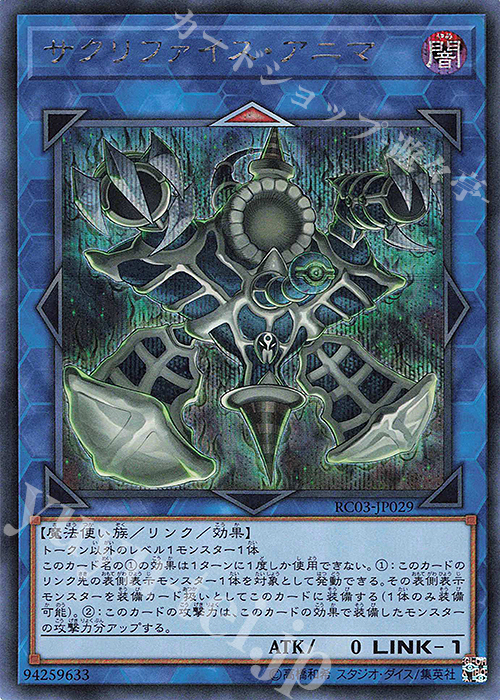 サクリファイス・アニマ
闇
カードショップ 遊々亭
RC03-JP029
【魔法使い族／リンク／効果】
トークン以外のレベル1モンスター1体
このカード名の①の効果は1ターンに1度しか使用できない。①：このカードの
リンク先の表側表示モンスター1体を対象として発動できる。その表側表示
モンスターを装備カード扱いとしてこのカードに装備する（1体のみ装備
可能）。②：このカードの攻撃力は、このカードの効果で装備したモンスター
の攻撃力分アップする。
ATK/ 0 LINK-1
94259633
©高橋和希 スタジオ・ダイス/集英社